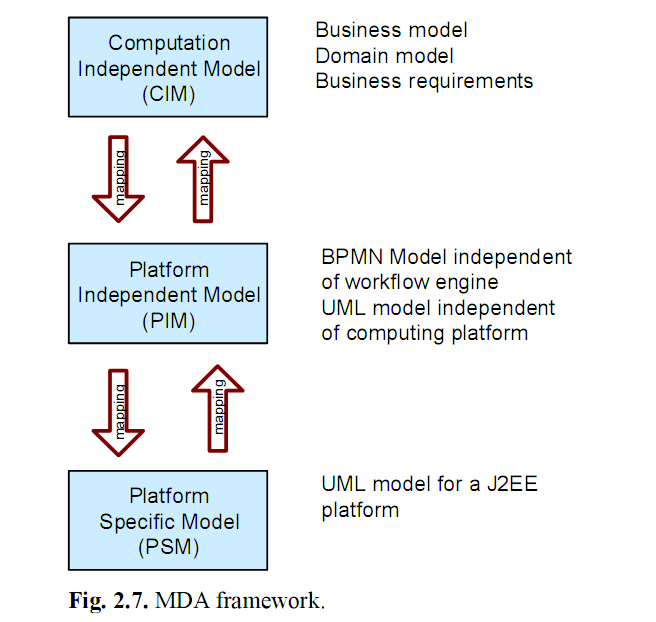 Computation
Independent Model
(CIM)
Business model
Domain model
Business requirements
mapping
mapping
Platform
Independent Model
(PIM)
BPMN Model independent
of workflow engine
UML model independent
of computing platform
mapping
mapping
Platform
Specific Model
(PSM)
UML model for a J2EE
platform
Fig. 2.7. MDA framework.